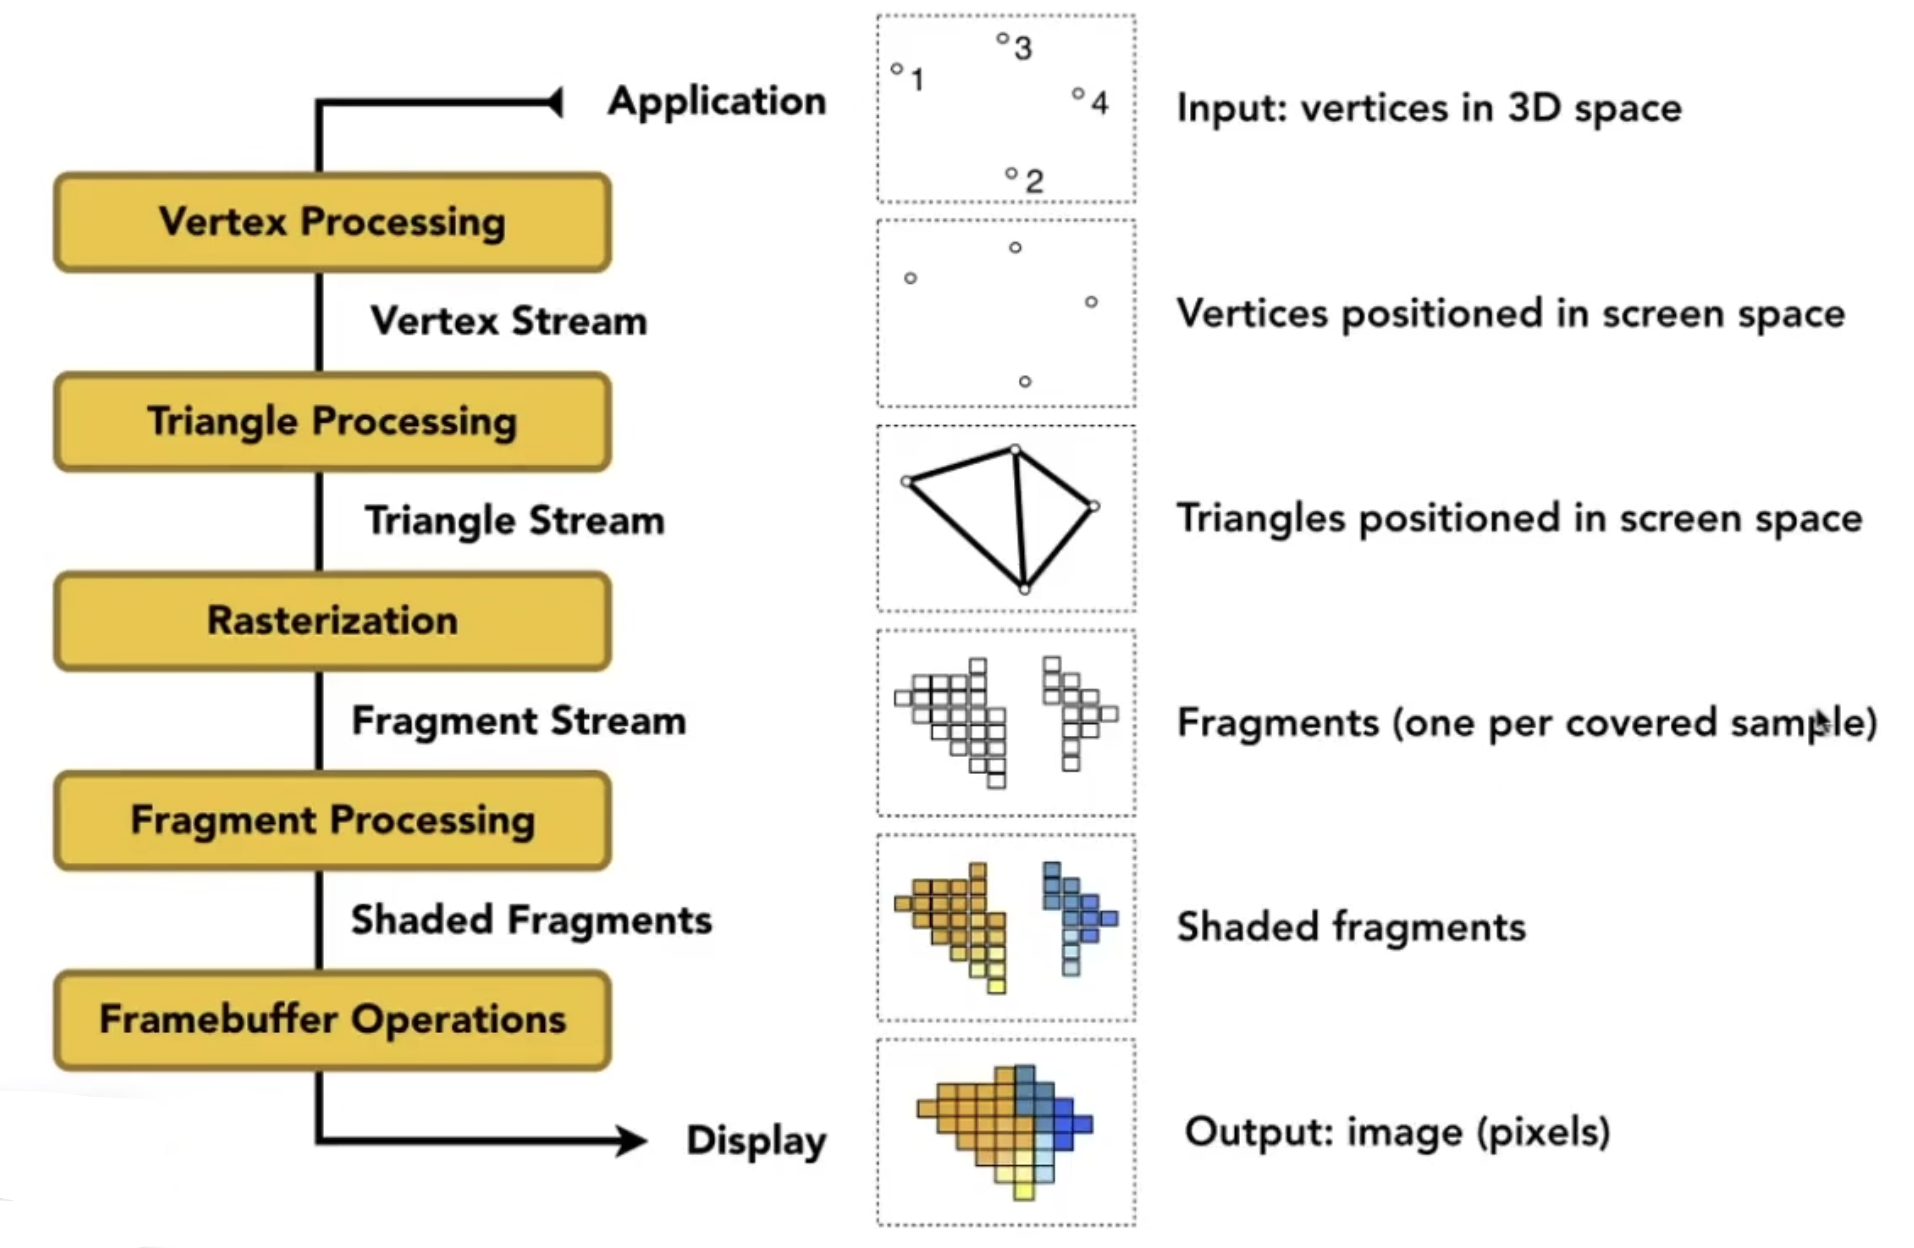 Application
3
1
4
2
Input: vertices in 3D space
Vertex Processing
Vertex Stream
Vertices positioned in screen space
Triangle Processing
Triangle Stream
Triangles positioned in screen space
Rasterization
Fragment Stream
Fragments (one per covered sample)
Fragment Processing
Shaded Fragments
Shaded fragments
Framebuffer Operations
Display
Output: image (pixels)